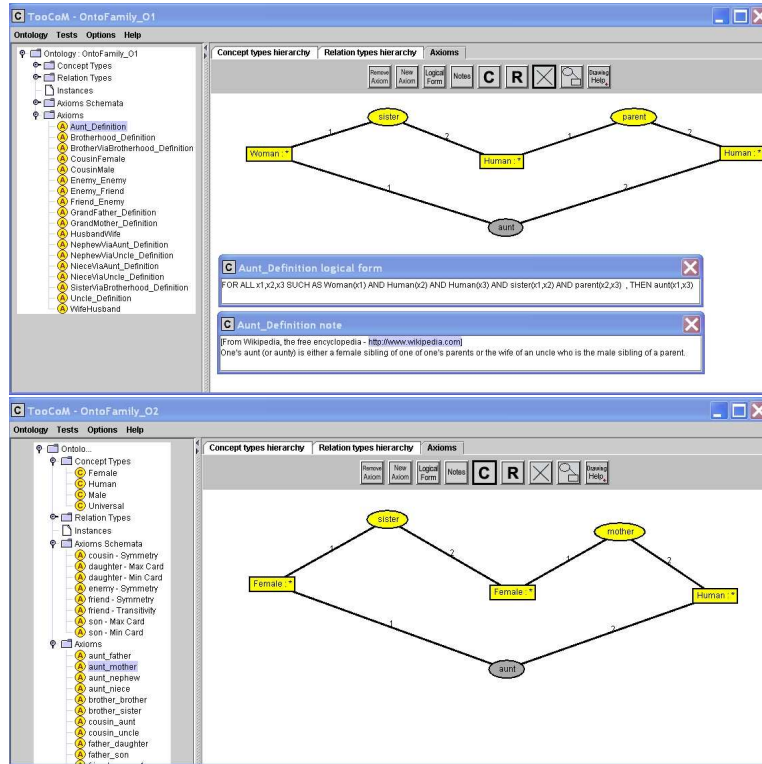 C TooCoM - OntoFamily_O1
Ontology Tests Options Help
Ontology : OntoFamily_O1
Concept Types
Relation Types
Instances
Axioms Schemata
Axioms
A Aunt_Definition
A Brotherhood_Definition
A BrotherViaBrotherhood_Definition
A CousinFemale
A CousinMale
A Enemy_Enemy
A Enemy_Friend
A Friend_Enemy
A GrandFather_Definition
A GrandMother_Definition
A HusbandWife
A NephewViaAunt_Definition
A NephewViaUncle_Definition
A NieceViaAunt_Definition
A NieceViaUncle_Definition
A SisterViaBrotherhood_Definition
A Uncle_Definition
A WifeHusband
Concept types hierarchy Relation types hierarchy Axioms
Remove Axiom New Axiom Logical Form Notes C R Drawing Help
sister parent
1 2 1 2
Woman : * Human : * Human : *
1 2
aunt
C Aunt_Definition logical form
FOR ALL x1,x2,x3 SUCH AS Woman(x1) AND Human(x2) AND Human(x3) AND sister(x1,x2) AND parent(x2,x3) , THEN aunt(x1,x3)
C Aunt_Definition note
[From Wikipedia, the free encyclopedia - http://www.wikipedia.com]
One's aunt (or aunty) is either a female sibling of one of one's parents or the wife of an uncle who is the male sibling of a parent.
C TooCoM - OntoFamily_O2
Ontology Tests Options Help
Ontolo...
Concept Types
C Female
C Human
C Male
C Universal
Relation Types
Instances
Axioms Schemata
A cousin - Symmetry
A daughter - Max Card
A daughter - Min Card
A enemy - Symmetry
A friend - Symmetry
A friend - Transitivity
A son - Max Card
A son - Min Card
Axioms
A aunt_father
A aunt_mother
A aunt_nephew
A aunt_niece
A brother_brother
A brother_sister
A cousin_aunt
A cousin_uncle
A father_daughter
A father_son
Concept types hierarchy Relation types hierarchy Axioms
Remove Axiom New Axiom Logical Form Notes C R Drawing Help
sister mother
1 2 1 2
Female : * Female : * Human : *
1 2
aunt